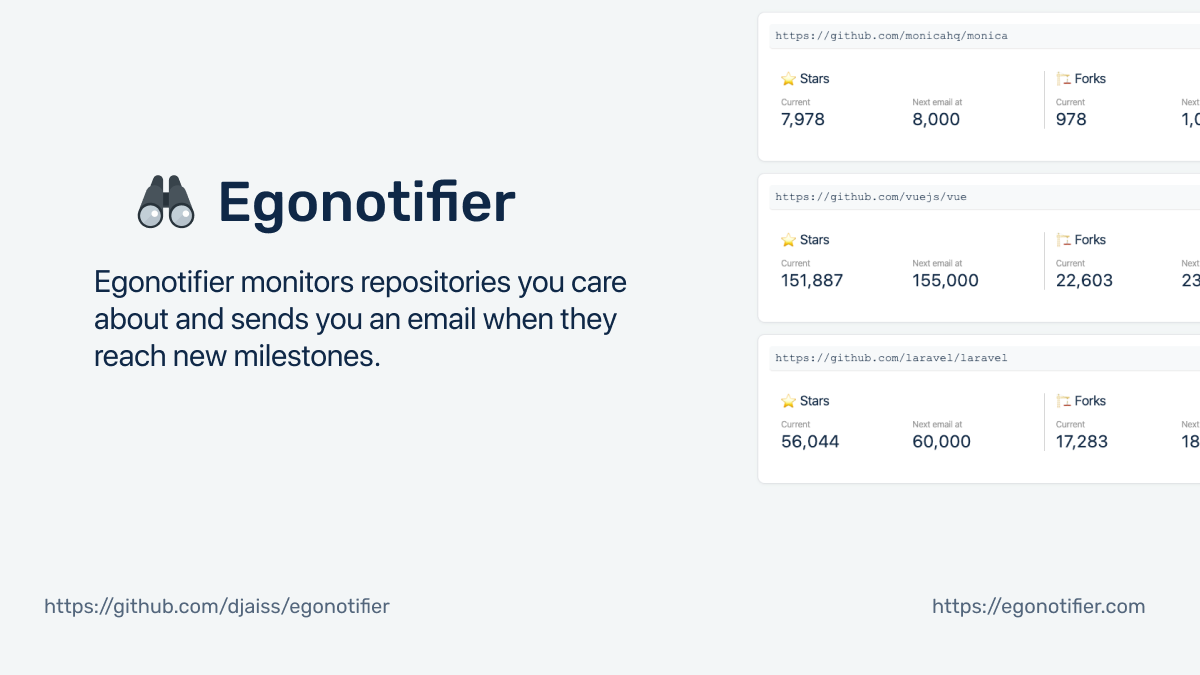 Egonotifier
Egonotifier monitors repositories you care
about and sends you an email when they
reach new milestones.
https://github.com/monicahq/monica
⭐ Stars
Forks
Current
Next email at
Current
Next
7,978
8,000
978
1,0
https://github.com/vuejs/vue
⭐ Stars
Forks
Current
Next email at
Current
Next
151,887
155,000
22,603
23
https://github.com/laravel/laravel
⭐ Stars
Forks
Current
Next email at
Current
Next
56,044
60,000
17,283
18
https://github.com/djaiss/egonotifier
https://egonotifier.com